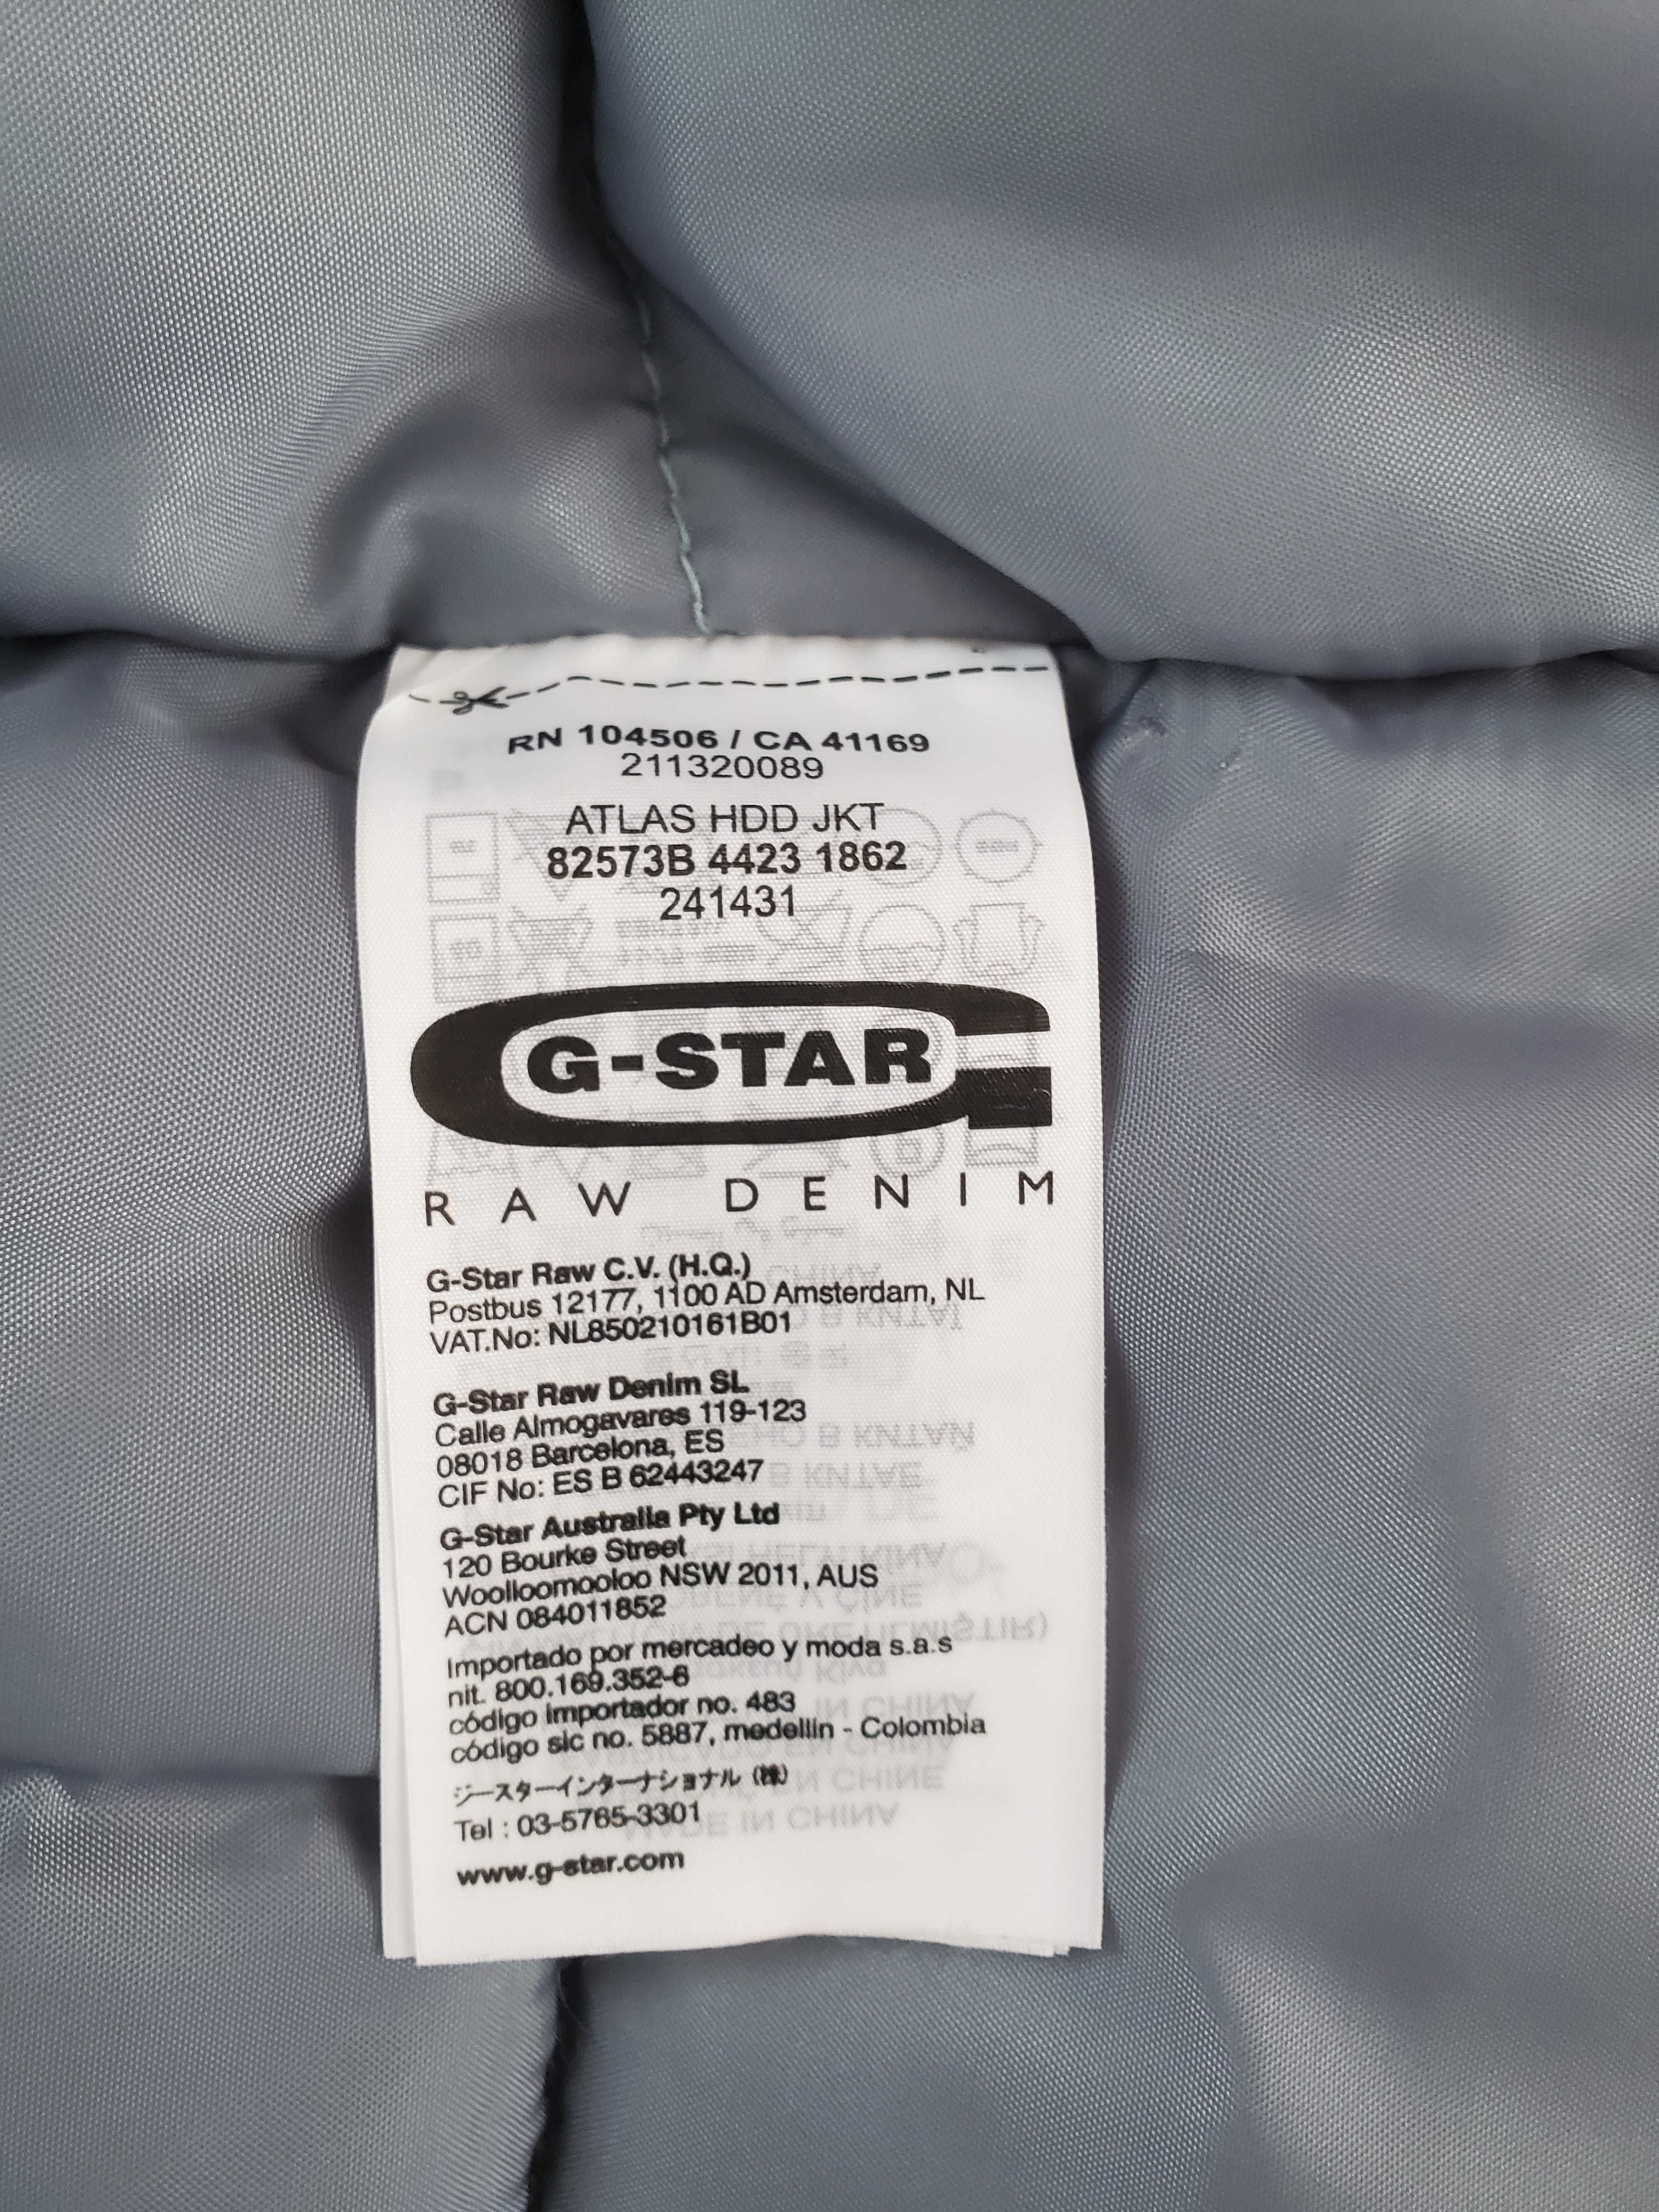 RN 104506 / CA 41169
211320089
ATLAS HDD JKT
82573B 4423 1862
241431
G-STAR
RAW DENIM
G-Star Raw C.V. (H.Q.)
Postbus 12177, 1100 AD Amsterdam, NL
VAT.No: NL850210161B01
G-Star Raw Denim SL
Calle Almogavares 119-123
08018 Barcelona, ES
CIF No: ES B 62443247
G-Star Australia Pty Ltd
120 Bourke Street
Woolloomooloo NSW 2011, AUS
ACN 084011852
Importado por mercadeo y moda s.a.s
nit. 800.169.352-6
código importador no. 483
código sic no. 5887, medellin - Colombia
ジースターインターナショナル (株)
Tel : 03-5765-3301
www.g-star.com